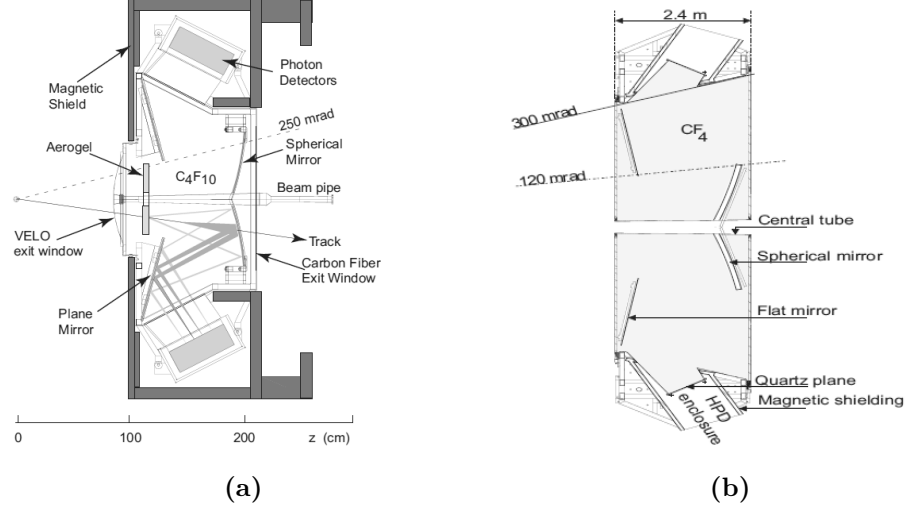 Magnetic
Shield
Aerogel
VELO
exit window
Plane
Mirror
Photon
Detectors
250 mrad
Spherical
Mirror
C4F10
Beam pipe
Track
Carbon Fiber
Exit Window
0
100
200
z (cm)
(a)
2.4 m
300 mrad
CF4
120 mrad
Central tube
Spherical mirror
Flat mirror
Quartz plane
Magnetic shielding
HPD
enclosure
(b)